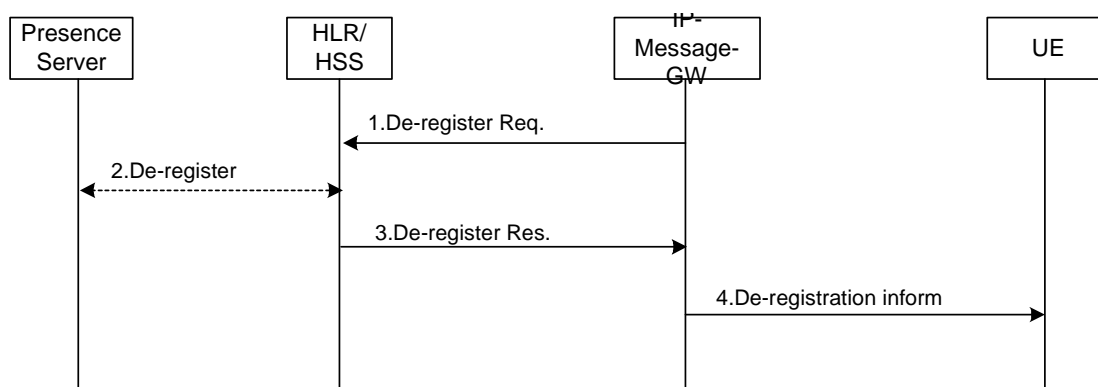 Presence
Server
HLR/
HSS
IP-
Message-
GW
UE
1.De-register Req.
2.De-register
3.De-register Res.
4.De-registration inform